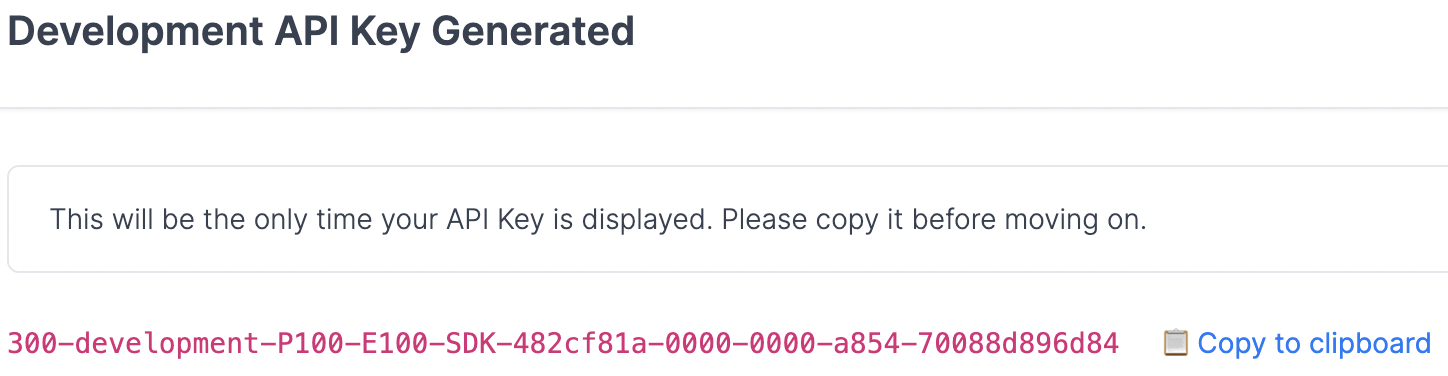 Development API Key Generated
This will be the only time your API Key is displayed. Please copy it before moving on.
300-development-P100-E100-SDK-482cf81a-0000-0000-a854-70088d896d84 📋 Copy to clipboard